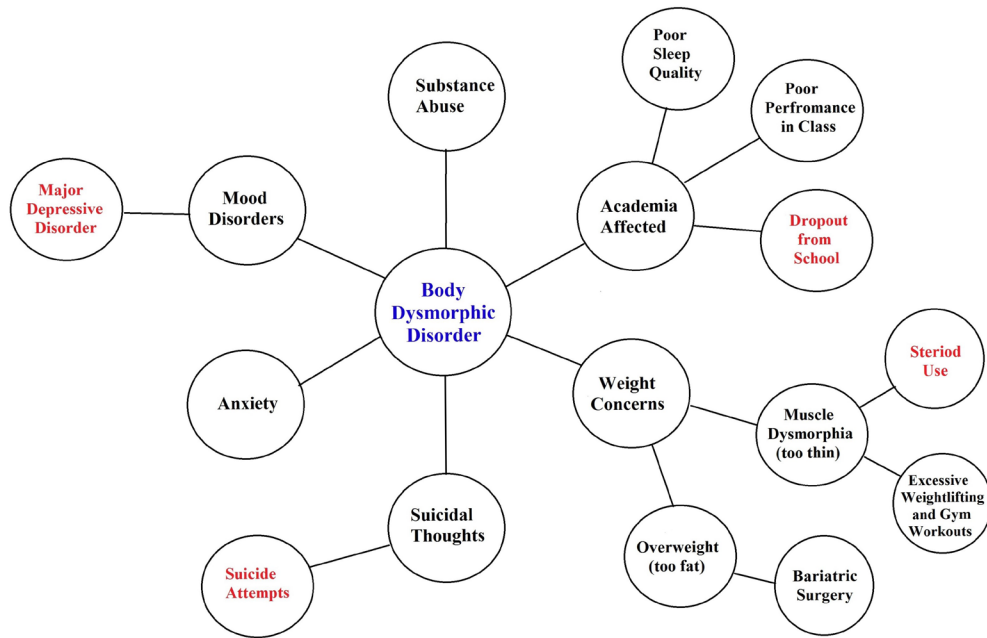 Poor
Sleep
Quality
Substance
Abuse
Poor
Perfromance
in Class
Major
Depressive
Disorder
Mood
Disorders
Academia
Affected
Dropout
from
School
Body
Dysmorphic
Disorder
Steriod
Use
Anxiety
Weight
Concerns
Muscle
Dysmorphia
(too thin)
Excessive
Weightlifting
and Gym
Workouts
Suicidal
Thoughts
Overweight
(too fat)
Suicide
Attempts
Bariatric
Surgery